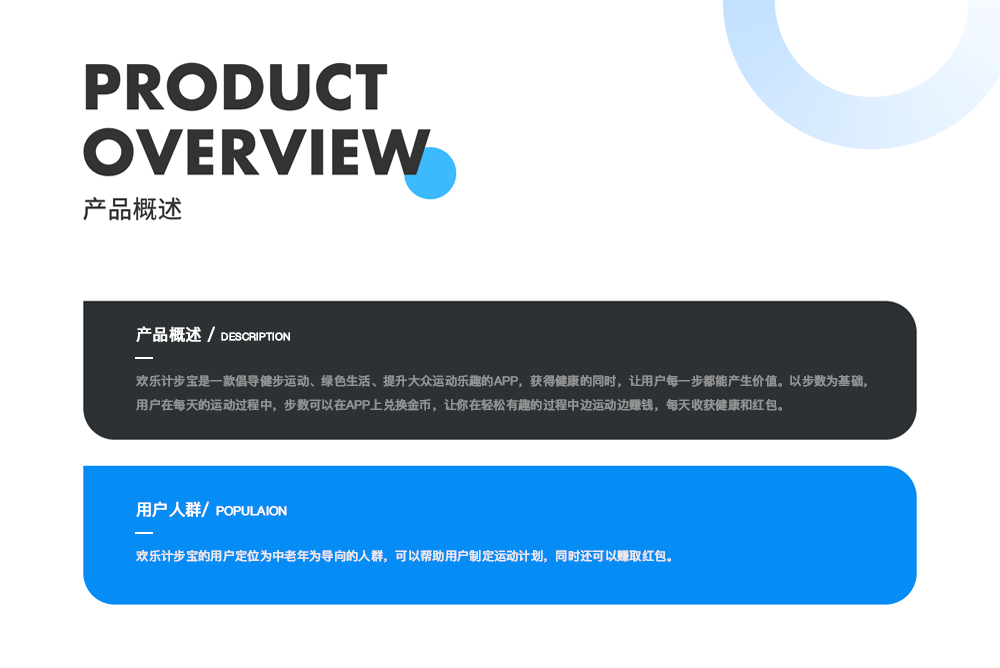 PRODUCT
OVERVIEW
产品概述
产品概述 / DESCRIPTION
欢乐计步宝是一款倡导健步运动、绿色生活、提升大众运动乐趣的APP，获得健康的同时，让用户每一步都能产生价值。以步数为基础，
用户在每天的运动过程中，步数可以在APP上兑换金币，让你在轻松有趣的过程中边运动边赚钱，每天收获健康和红包。
用户人群/ POPULAION
欢乐计步宝的用户定位为中老年为导向的人群，可以帮助用户制定运动计划，同时还可以赚取红包。